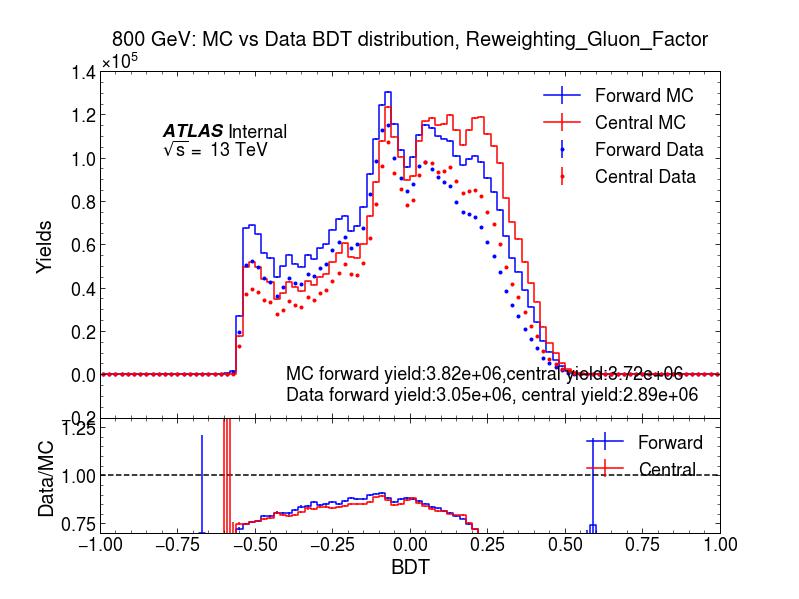 800 GeV: MC vs Data BDT distribution, Reweighting_Gluon_Factor
×10⁵
1.4
1.2
1.0
0.8
0.6
0.4
0.2
0.0
0.2
Yields
ATLAS Internal
√s = 13 TeV
Forward MC
Central MC
Forward Data
Central Data
MC forward yield:3.82e+06,central yield:3.72e+06
Data forward yield:3.05e+06, central yield:2.89e+06
1.25
1.00
0.75
Data/MC
Forward
Central
−1.00 −0.75 −0.50 −0.25 0.00 0.25 0.50 0.75 1.00
BDT